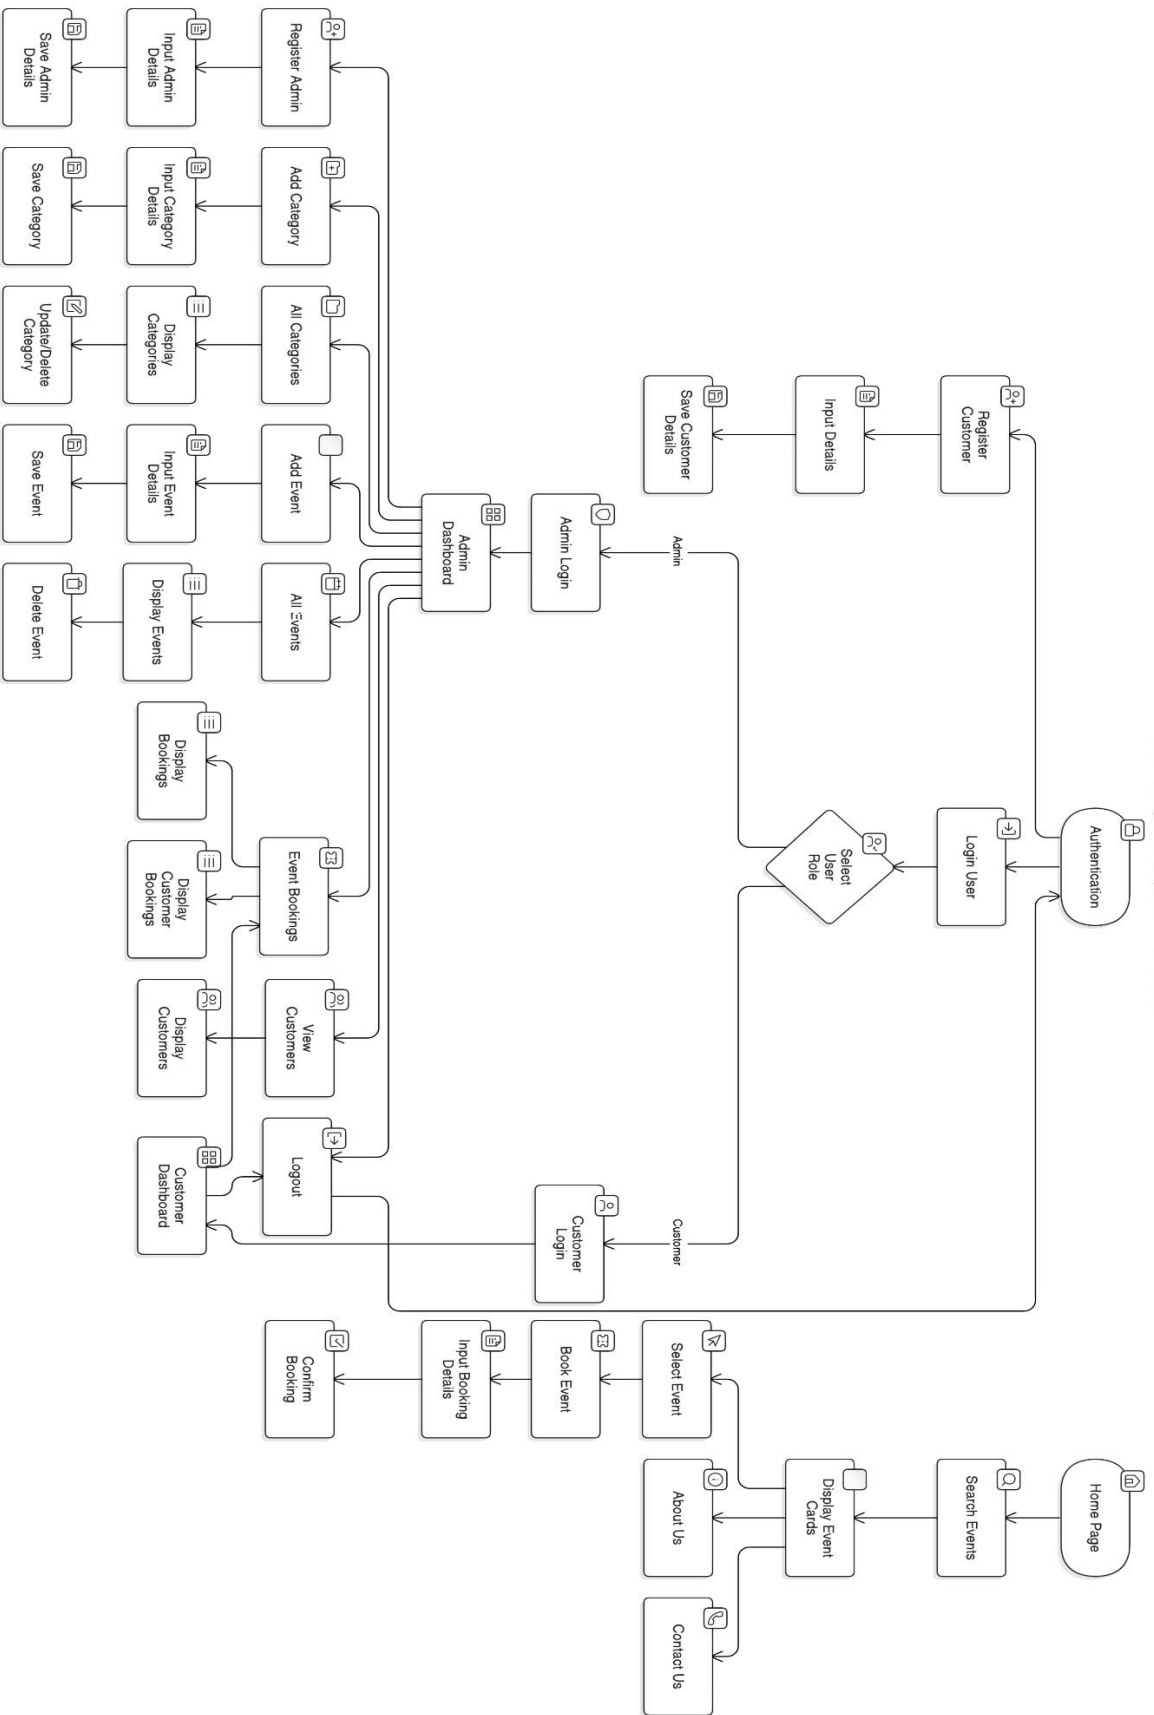 Authentication
Home Page
Register
Customer
Login User
Search Events
Input Details
Select
User
Role
Display Event
Cards
Save Customer
Details
Admin
Customer
Select Event
About Us
Contact Us
Admin Login
Customer
Login
Book Event
Admin
Dashboard
Input Booking
Details
Register Admin
Add Category
All Categories
Add Event
All Events
Event Bookings
View
Customers
Logout
Confirm
Booking
Input Admin
Details
Input Category
Details
Display
Categories
Input Event
Details
Display Events
Display
Bookings
Display
Customer
Bookings
Display
Customers
Customer
Dashboard
Save Admin
Details
Save Category
Update/Delete
Category
Save Event
Delete Event